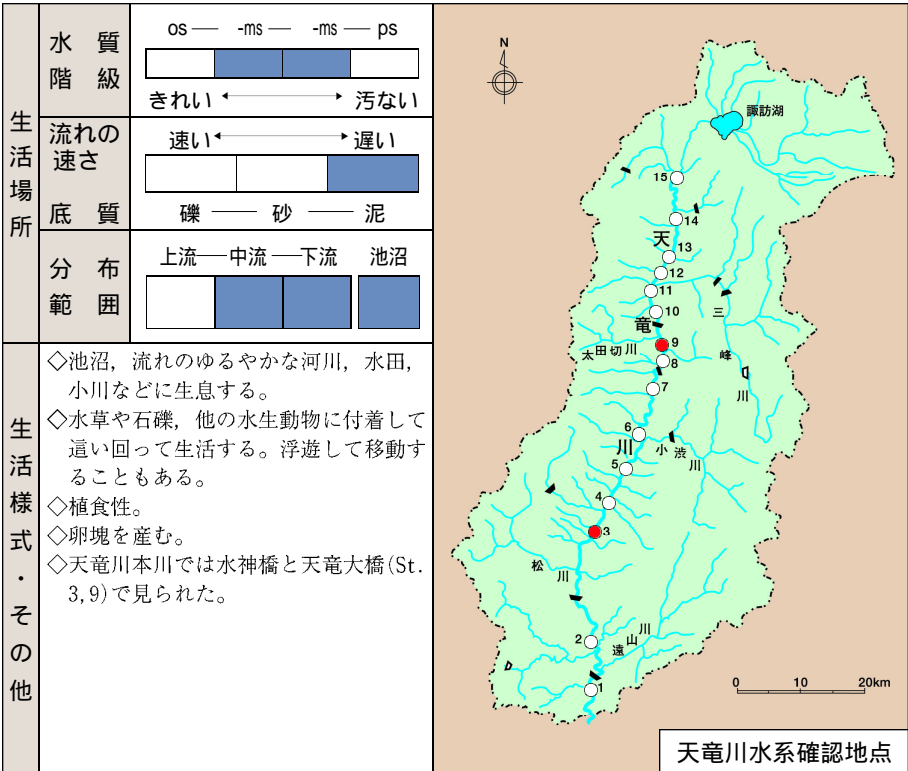 生活場所
水質階級
os — -ms — -ms — ps
きれい ←→ 汚ない
流れの速さ
速い ←→ 遅い
底質
礫 — 砂 — 泥
分布範囲
上流—中流—下流 池沼
生活様式・その他
◇池沼，流れのゆるやかな河川，水田，
小川などに生息する。
◇水草や石礫，他の水生動物に付着して
這い回って生活する。浮遊して移動す
ることもある。
◇植食性。
◇卵塊を産む。
◇天竜川本川では水神橋と天竜大橋(St.
3,9)で見られた。
N
諏訪湖
15
14
天
13
12
11
三
10
竜
太田切川
9
峰
8
川
7
6
川
小渋川
5
4
3
松川
2
遠山川
1
0 10 20km
天竜川水系確認地点